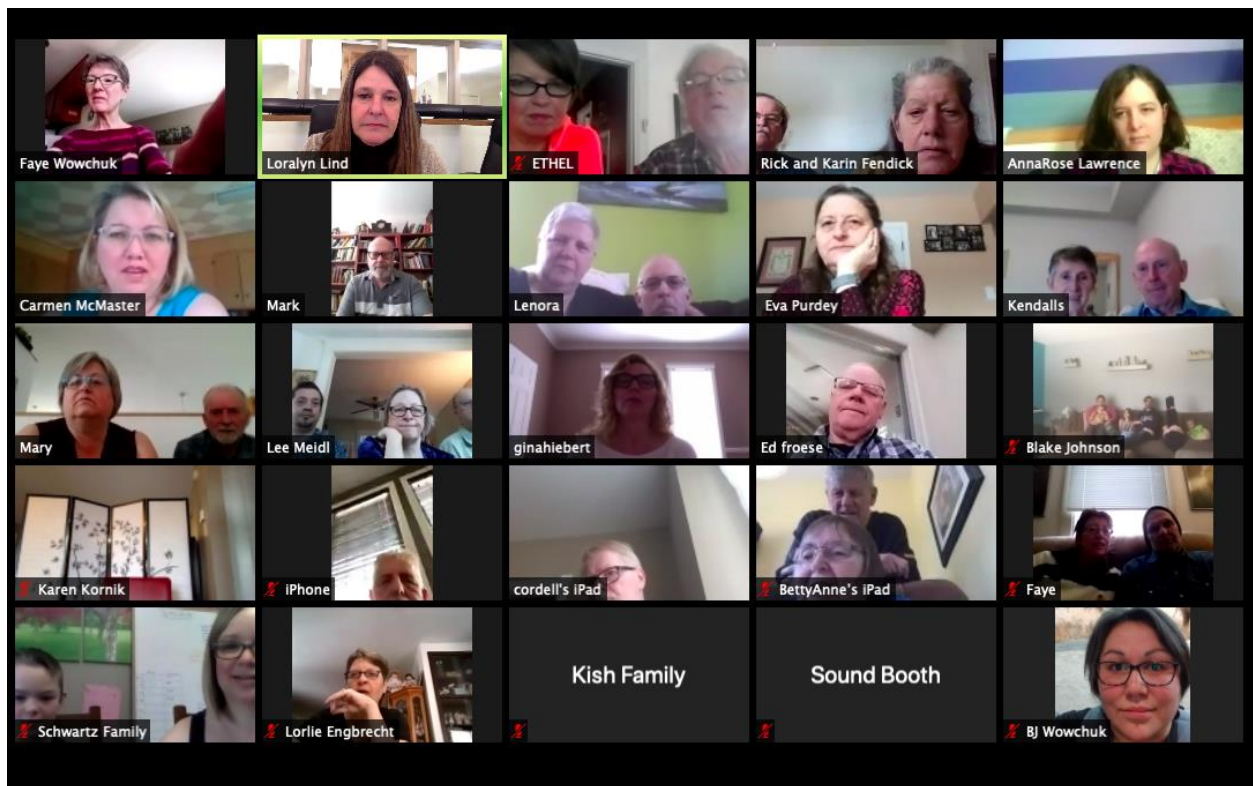 Faye Wowchuk
Loralyn Lind
ETHEL
Rick and Karin Fendick
AnnaRose Lawrence
Carmen McMaster
Mark
Lenora
Eva Purdey
Kendalls
Mary
Lee Meidl
ginahiebert
Ed froese
Blake Johnson
Karen Kornik
iPhone
cordell's iPad
BettyAnne's iPad
Faye
Schwartz Family
Lorlie Engbrecht
Kish Family
Sound Booth
BJ Wowchuk